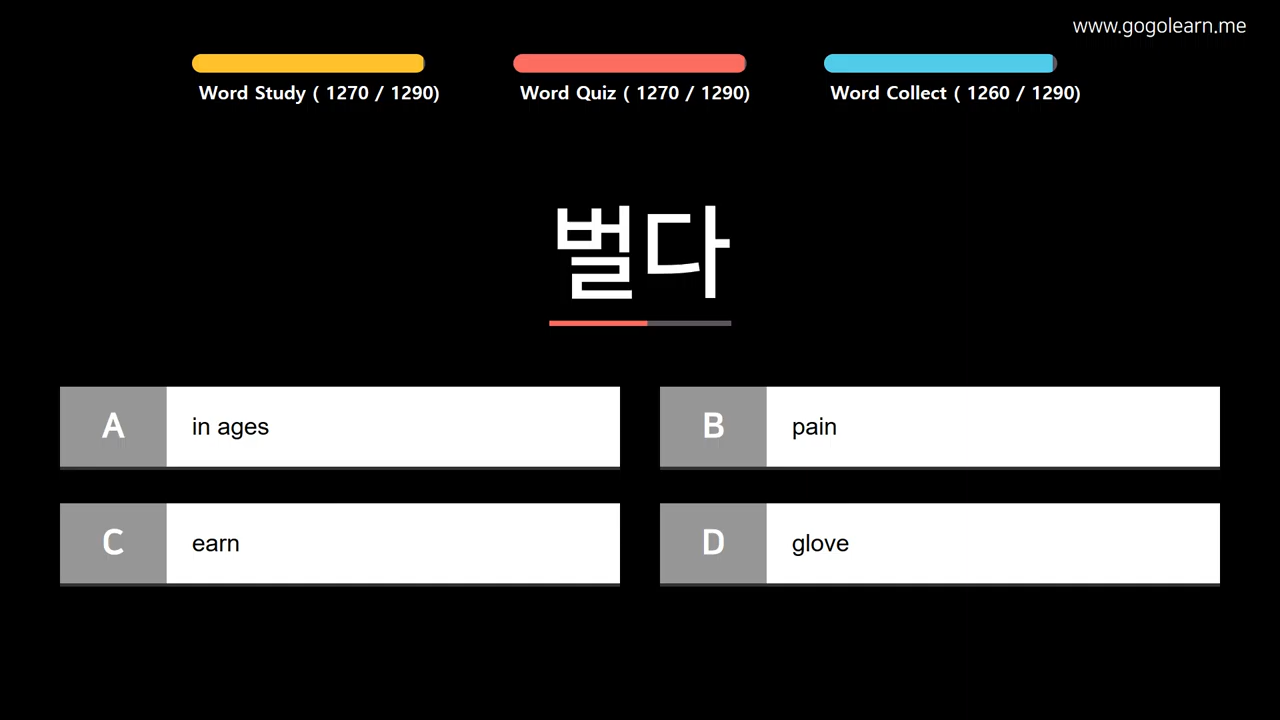 www.gogolearn.me
Word Study ( 1270 / 1290)
Word Quiz ( 1270 / 1290)
Word Collect ( 1260 / 1290)
벌다
A in ages
B pain
C earn
D glove